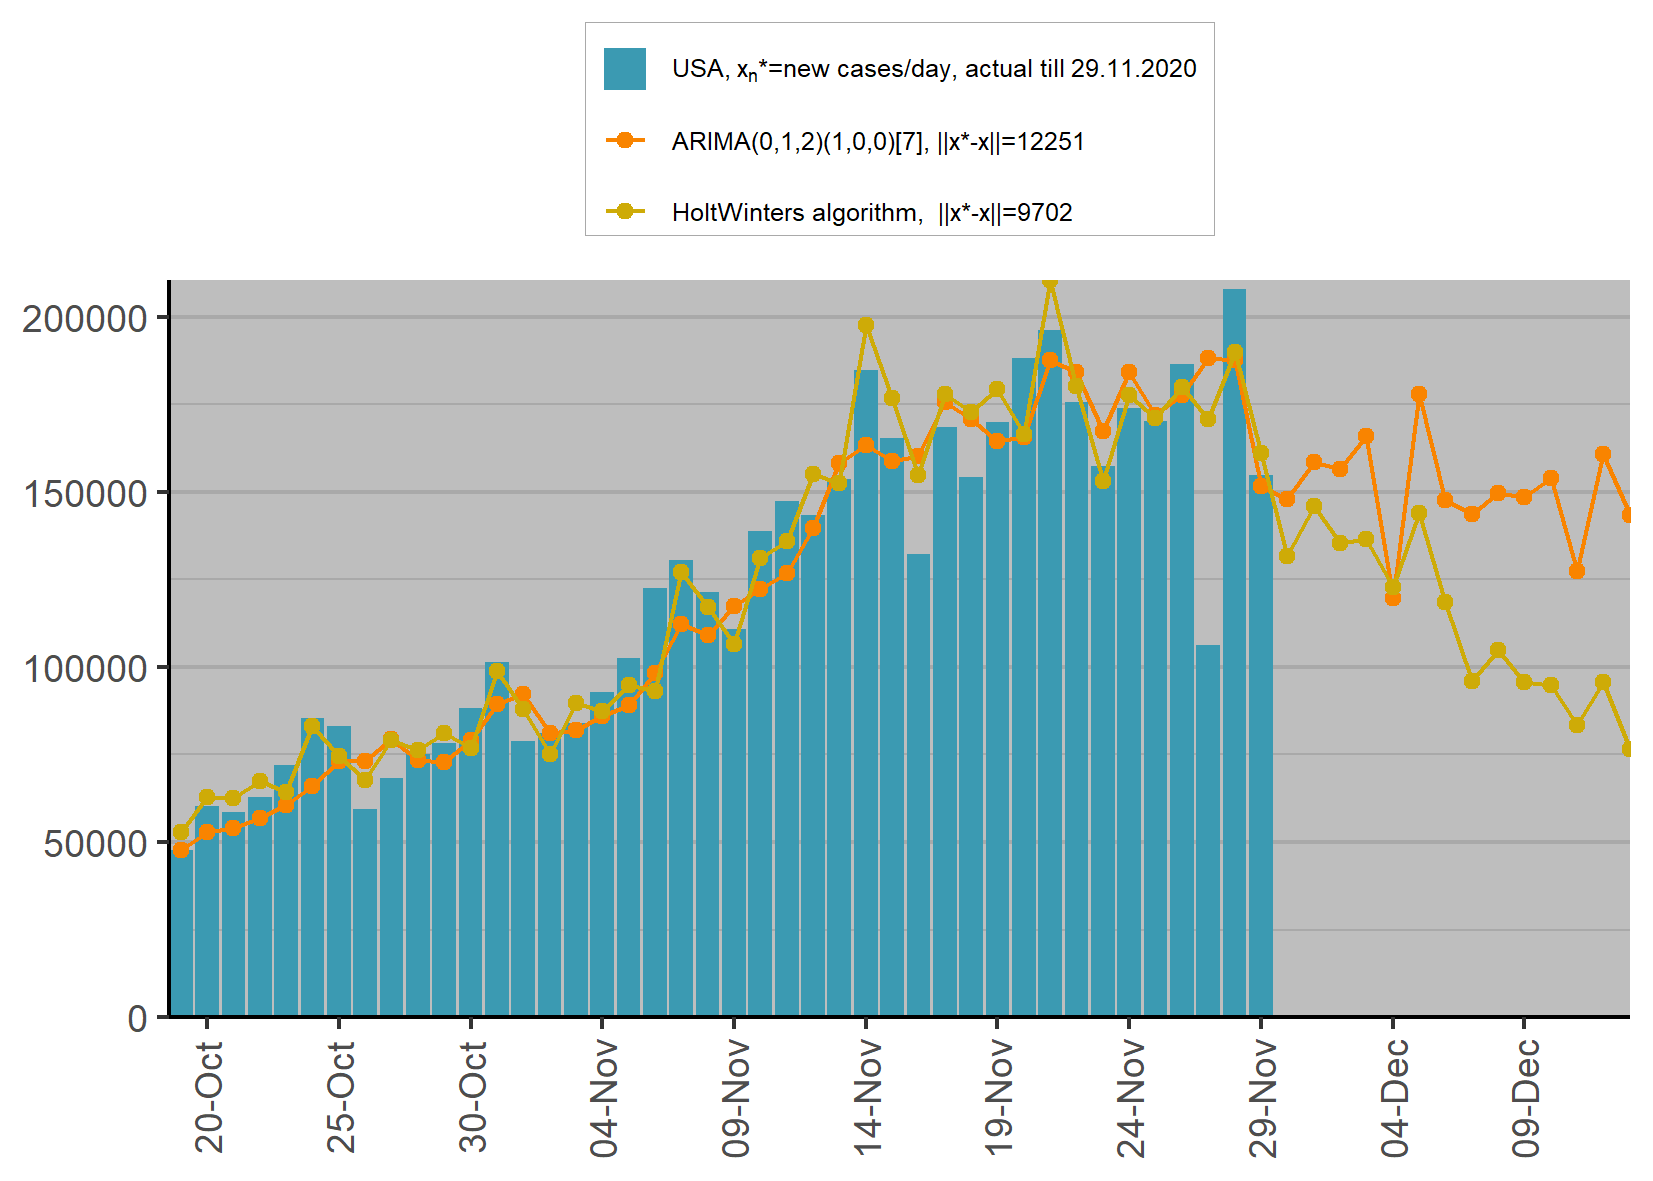 USA, xₙ*=new cases/day, actual till 29.11.2020
ARIMA(0,1,2)(1,0,0)[7], ||x*-x||=12251
HoltWinters algorithm,  ||x*-x||=9702
200000
150000
100000
50000
0
20-Oct
25-Oct
30-Oct
04-Nov
09-Nov
14-Nov
19-Nov
24-Nov
29-Nov
04-Dec
09-Dec